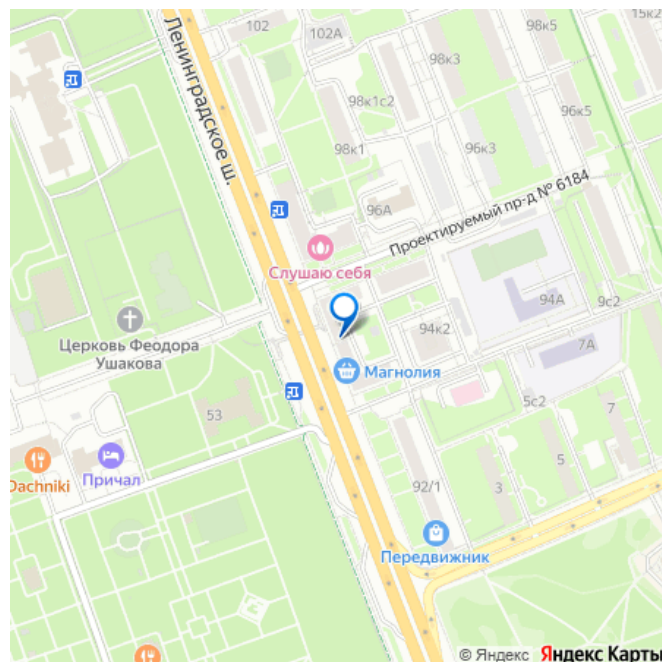 15к2
102
102А
98к5
98к3
Ленинградское ш.
98к1с2
96к5
98к1
96к3
Проектируемый пр-д № 6184
96А
Слушаю себя
94А
9с2
Церковь Феодора
Ушакова
94к2
7А
Магнолия
53
5с2
7
Dachniki
Причал
92/1
3
5
Передвижник
© Яндекс Яндекс Карты